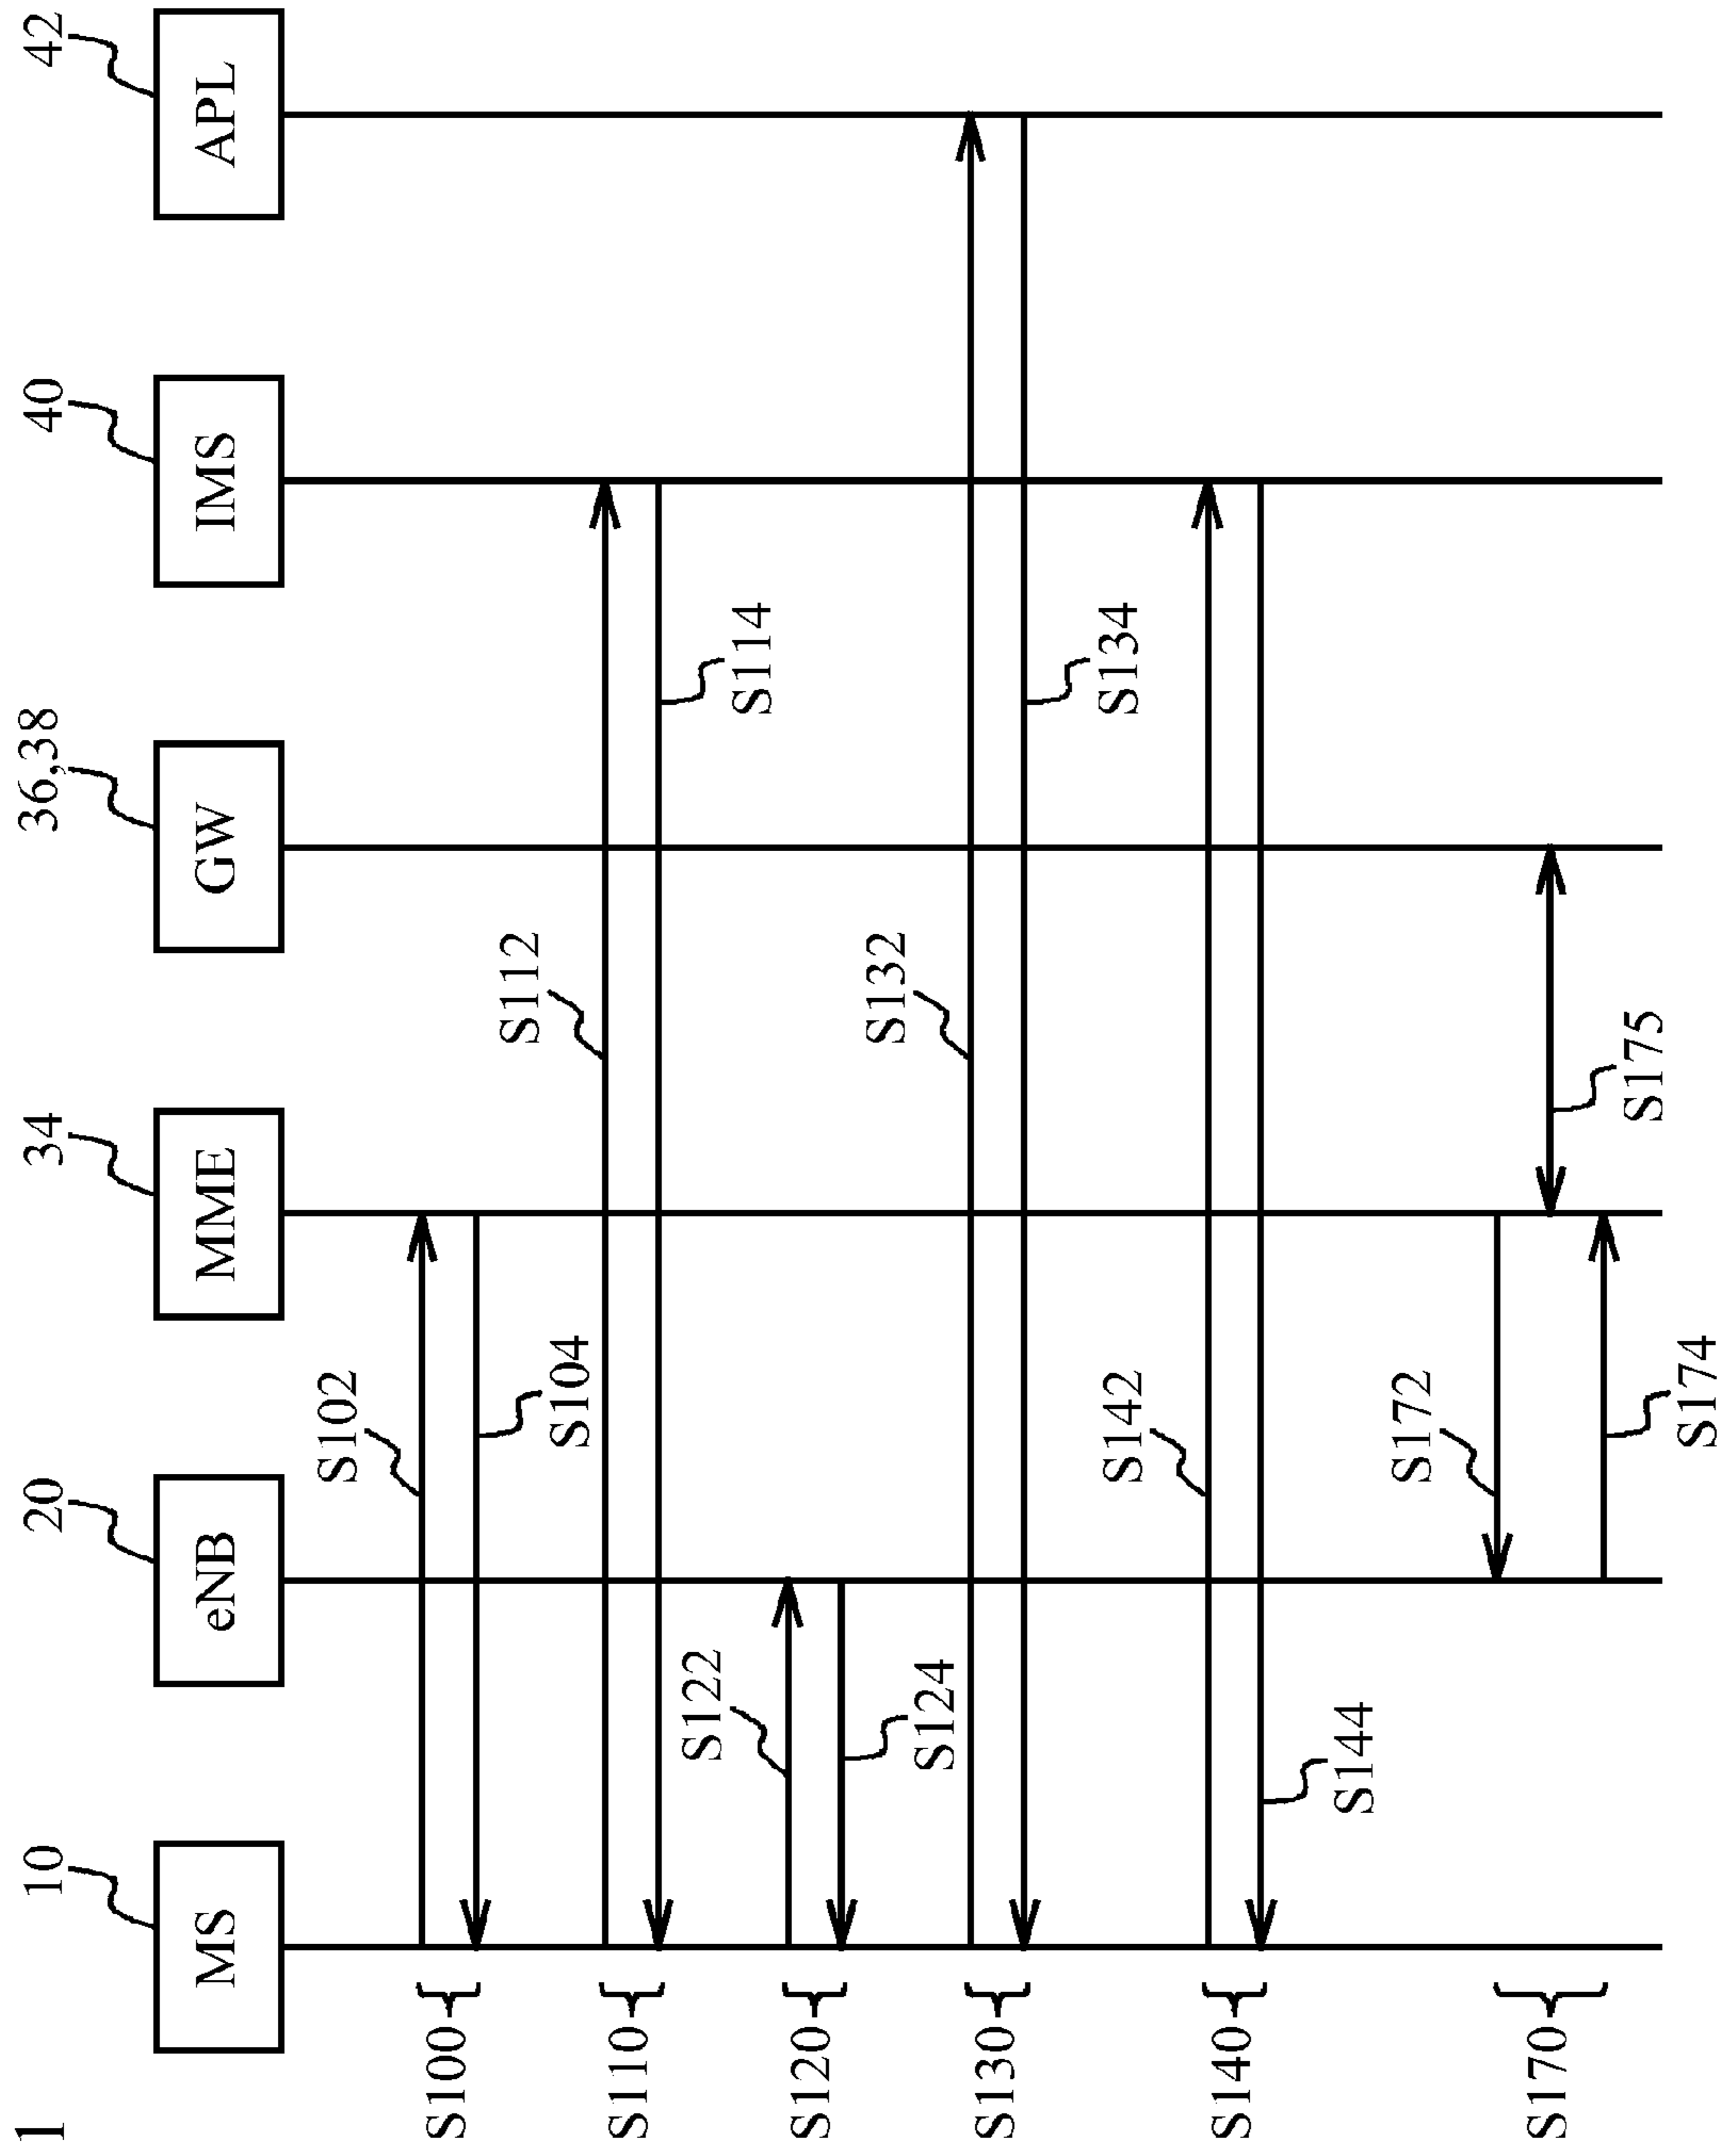 1
10
20
34
36,38
40
42
MS
eNB
MME
GW
IMS
APL
S100
S102
S104
S110
S112
S114
S120
S122
S124
S130
S132
S134
S140
S142
S144
S170
S172
S175
S174